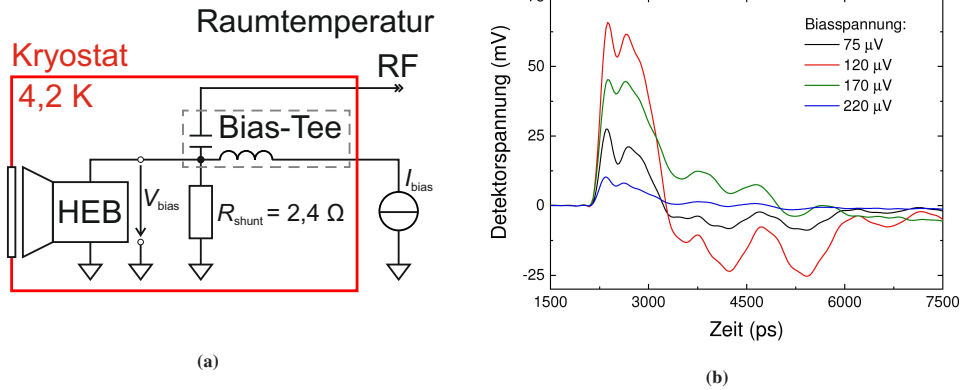 Raumtemperatur
Kryostat
4,2 K
RF
Bias-Tee
HEB
V_bias
R_shunt = 2,4 Ω
I_bias
(a)
Detektorspannung (mV)
75
50
25
0
-25
1500 3000 4500 6000 7500
Zeit (ps)
Biasspannung:
75 μV
120 μV
170 μV
220 μV
(b)